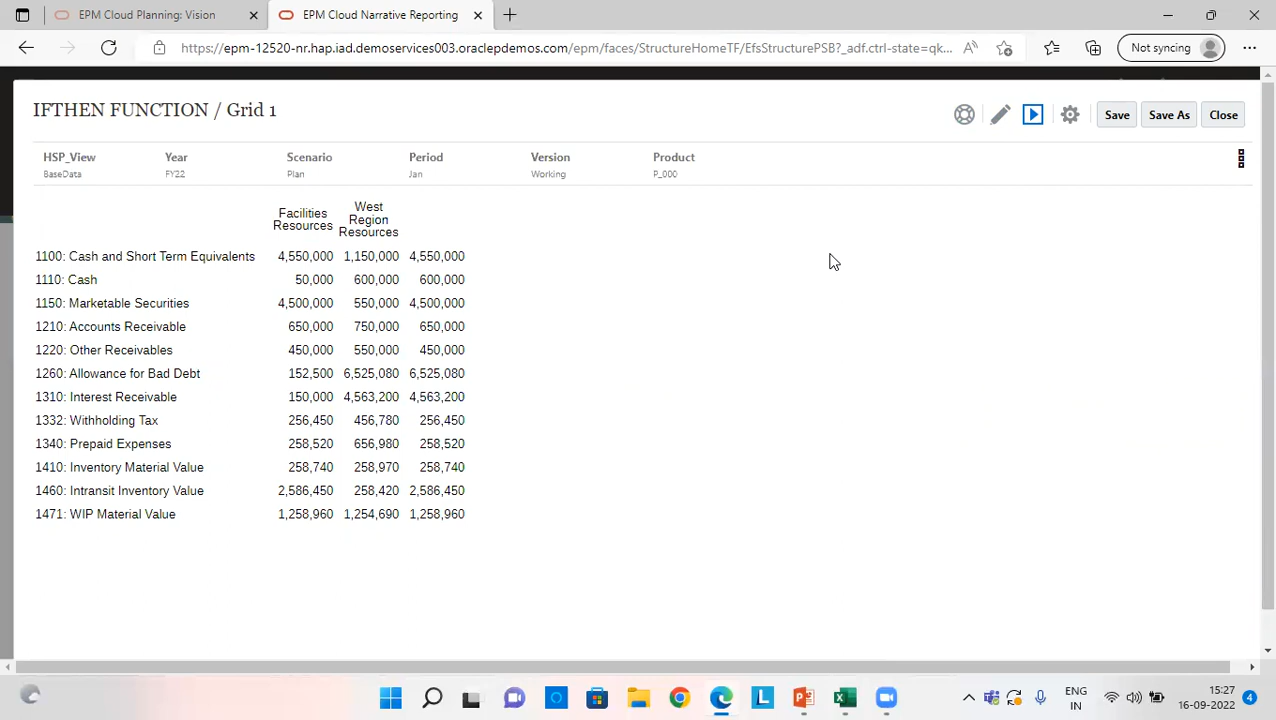 EPM Cloud Planning: Vision
EPM Cloud Narrative Reporting
https://epm-12520-nr.hap.iad.demoservices003.oraclepdemos.com/epm/faces/StructureHomeTF/EfsStructurePSB?_adf.ctrl-state=qk...
Not syncing
IFTHEN FUNCTION / Grid 1
Save Save As Close
HSP_View Year Scenario Period Version Product
BaseData FY22 Plan Jan Working P_000
Facilities Resources West Region Resources
1100: Cash and Short Term Equivalents 4,550,000 1,150,000 4,550,000
1110: Cash 50,000 600,000 600,000
1150: Marketable Securities 4,500,000 550,000 4,500,000
1210: Accounts Receivable 650,000 750,000 650,000
1220: Other Receivables 450,000 550,000 450,000
1260: Allowance for Bad Debt 152,500 6,525,080 6,525,080
1310: Interest Receivable 150,000 4,563,200 4,563,200
1332: Withholding Tax 256,450 456,780 256,450
1340: Prepaid Expenses 258,520 656,980 258,520
1410: Inventory Material Value 258,740 258,970 258,740
1460: Intransit Inventory Value 2,586,450 258,420 2,586,450
1471: WIP Material Value 1,258,960 1,254,690 1,258,960
ENG
IN
15:27
16-09-2022
4